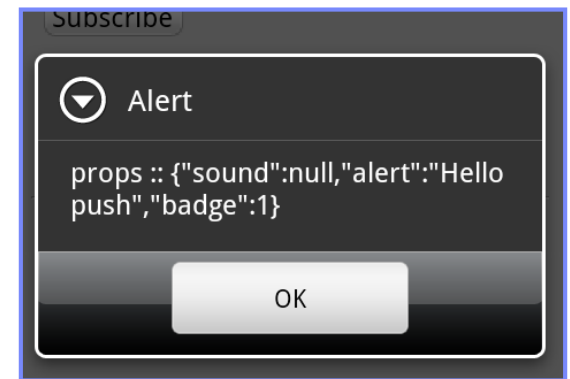 Subscribe
Alert
props :: {"sound":null,"alert":"Hello
push","badge":1}
OK